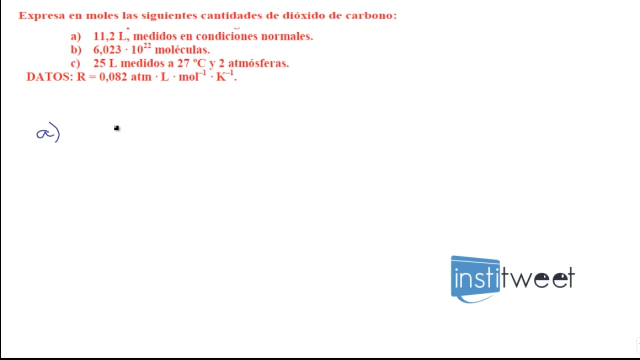 Expresa en moles las siguientes cantidades de dióxido de carbono:
a) 11,2 L, medidos en condiciones normales.
b) 6,023 · 10²² moléculas.
c) 25 L medidos a 27 ºC y 2 atmósferas.
DATOS: R = 0,082 atm · L · mol⁻¹ · K⁻¹.
a)
institweet